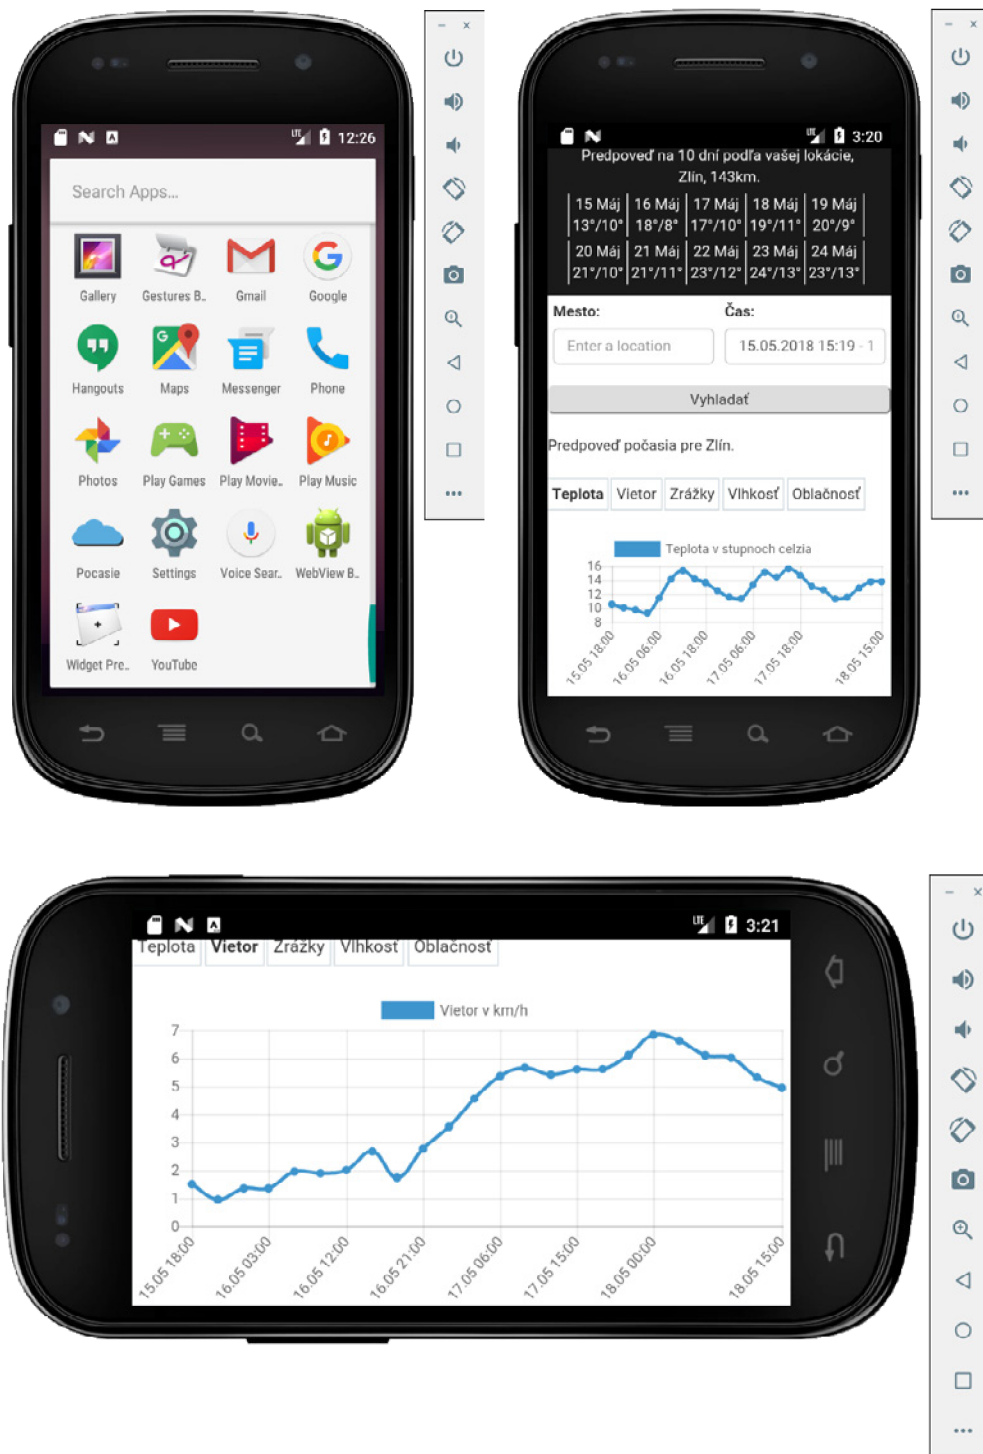 12:26
Search Apps...
Gallery Gestures B.. Gmail Google
Hangouts Maps Messenger Phone
Photos Play Games Play Movie.. Play Music
Pocasie Settings Voice Sear.. WebView B..
Widget Pre.. YouTube
LTE 3:20
Predpoveď na 10 dní podľa vašej lokácie,
Zlín, 143km.
15 Máj 16 Máj 17 Máj 18 Máj 19 Máj
13°/10° 18°/8° 17°/10° 19°/11° 20°/9°
20 Máj 21 Máj 22 Máj 23 Máj 24 Máj
21°/10° 21°/11° 23°/12° 24°/13° 23°/13°
Mesto: Čas:
Enter a location 15.05.2018 15:19 - 1
Vyhladať
Predpoveď počasia pre Zlín.
Teplota Vietor Zrážky Vlhkosť Oblačnosť
Teplota v stupnoch celzia
16
14
12
10
8
15.05 18:00 16.05 06:00 16.05 18:00 17.05 06:00 17.05 18:00 18.05 15:00
LTE 3:21
Teplota Vietor Zrážky Vlhkosť Oblačnosť
Vietor v km/h
7
6
5
4
3
2
1
0
15.05 18:00 16.05 03:00 16.05 12:00 16.05 21:00 17.05 06:00 17.05 15:00 18.05 00:00 18.05 15:00